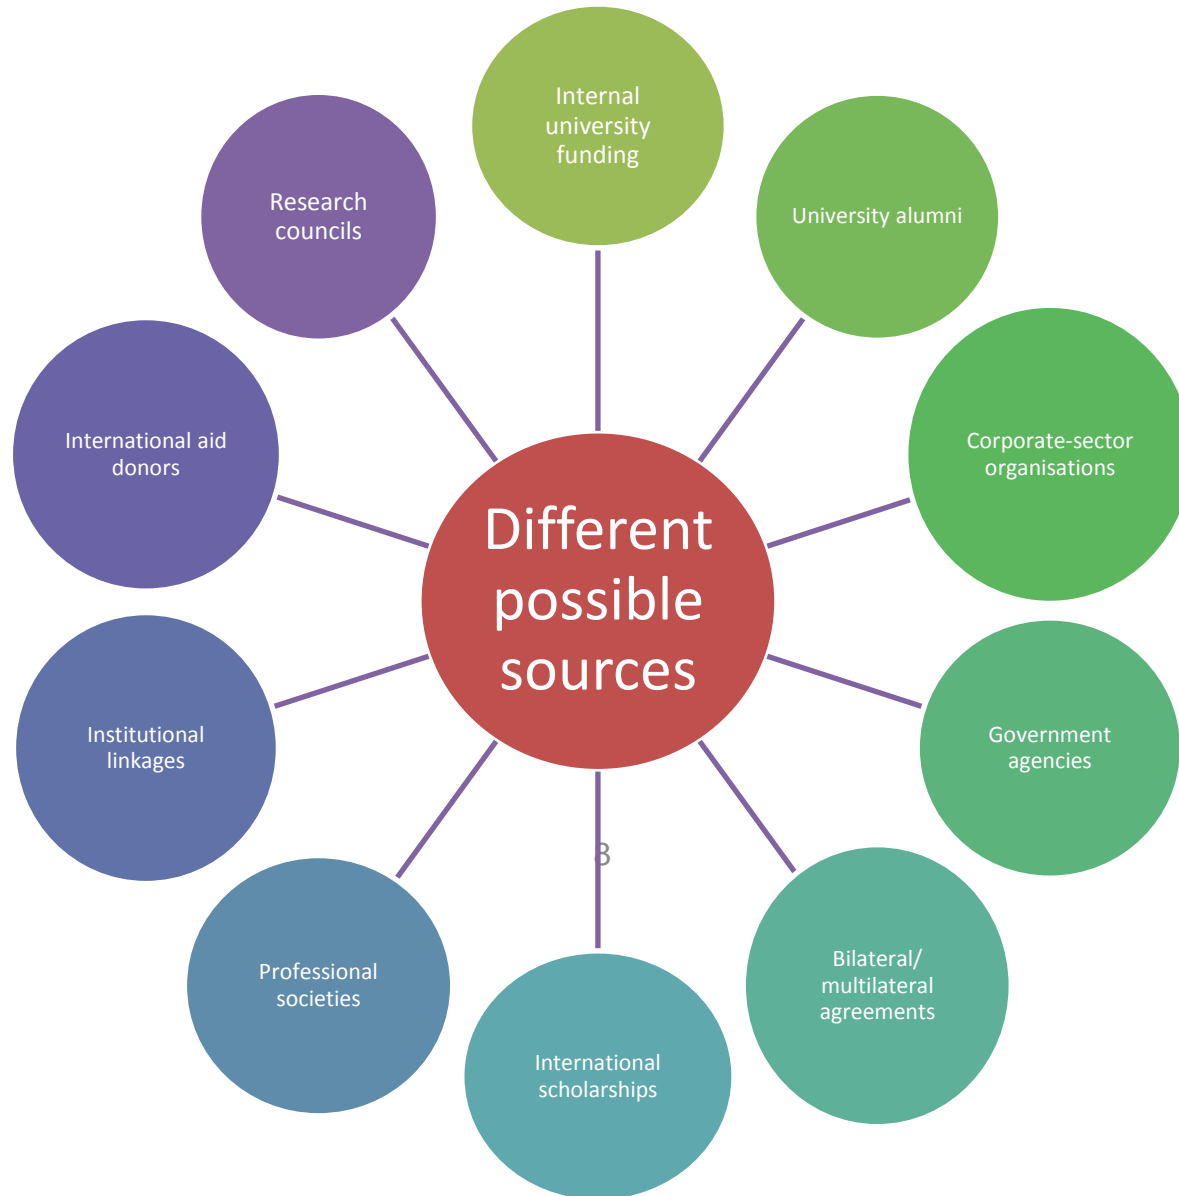 Internal
university
funding
University alumni
Corporate-sector
organisations
Government
agencies
Bilateral/
multilateral
agreements
International
scholarships
Professional
societies
Institutional
linkages
International aid
donors
Research
councils
Different
possible
sources
3